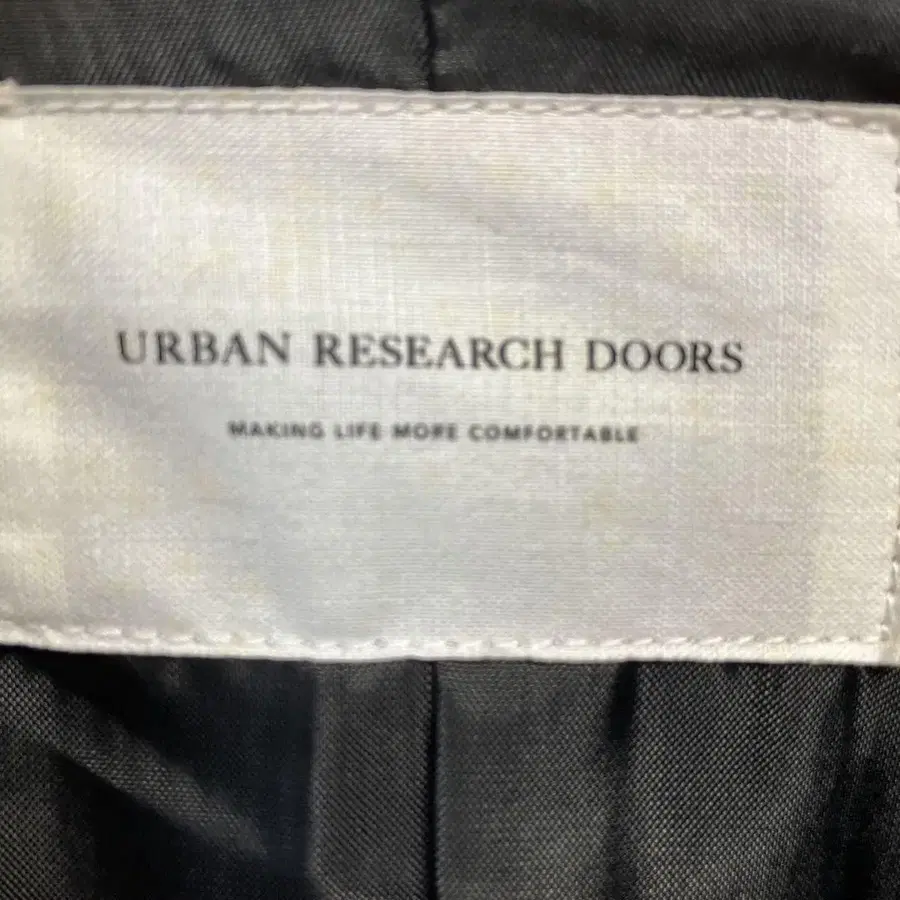 URBAN RESEARCH DOORS
MAKING LIFE MORE COMFORTABLE